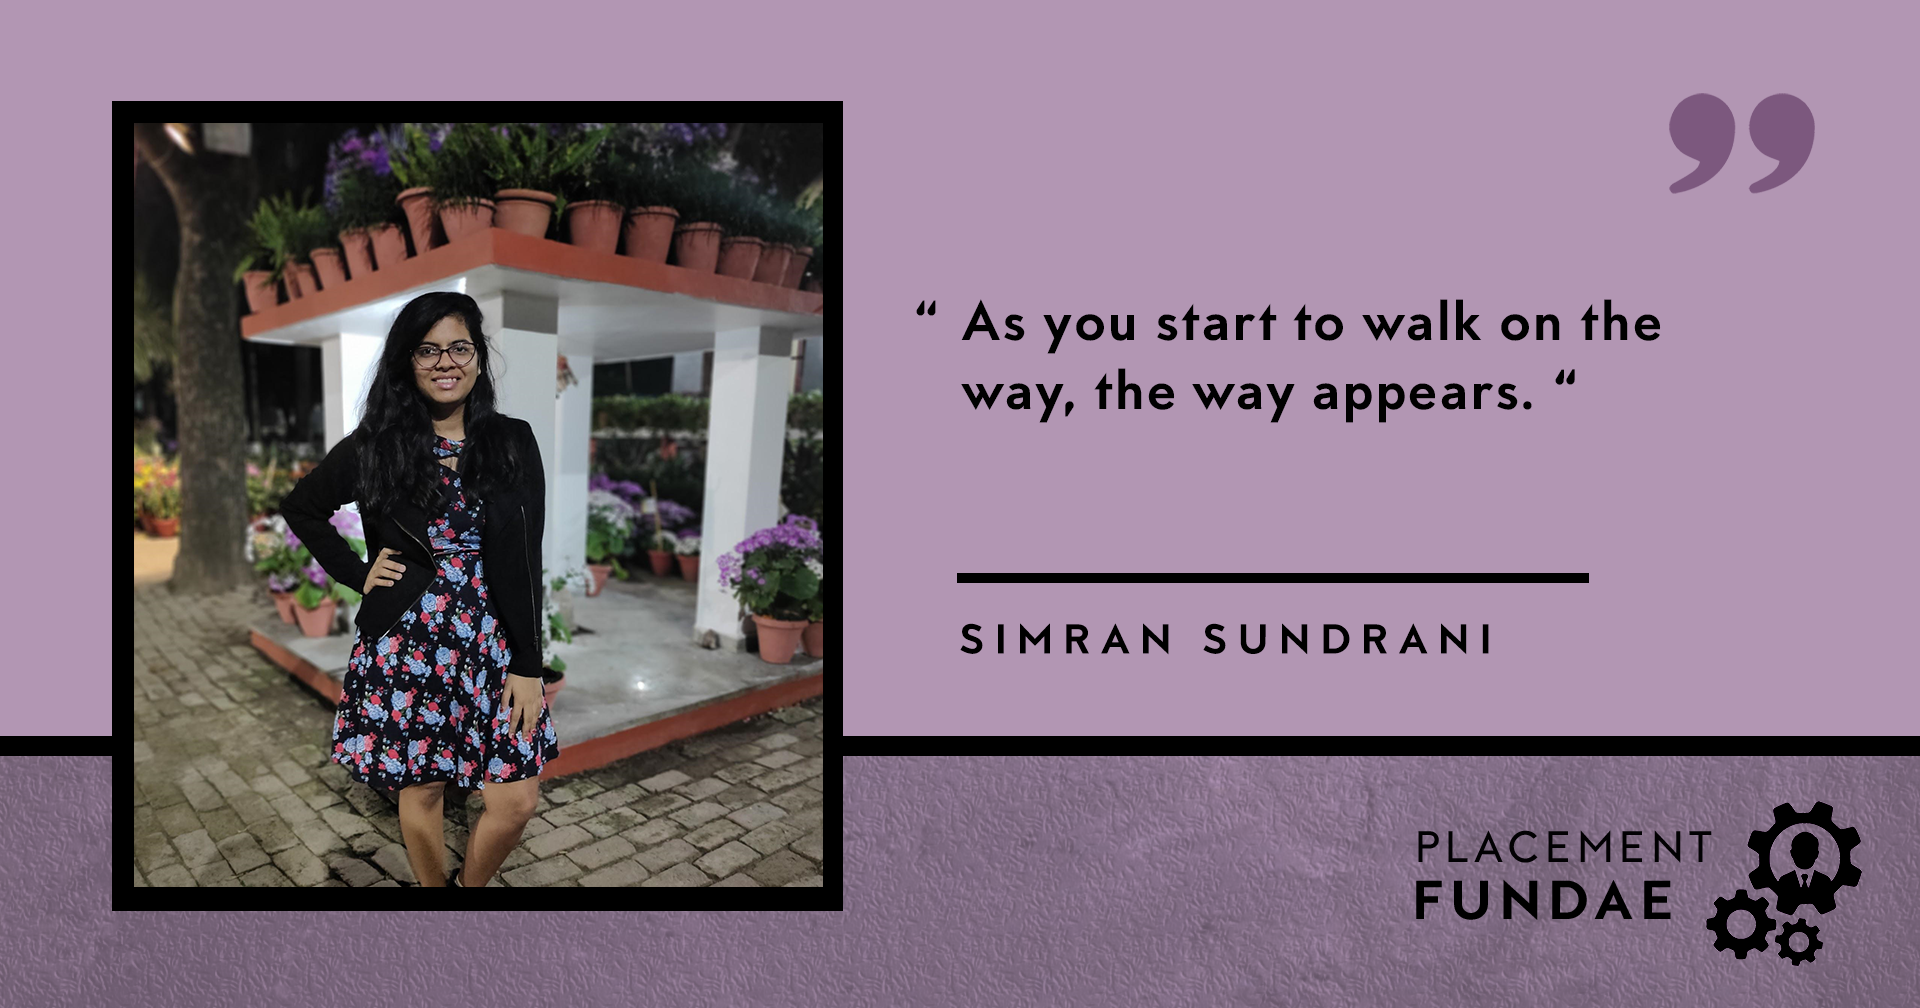 “ As you start to walk on the
way, the way appears. “
SIMRAN SUNDRANI
PLACEMENT
FUNDAE